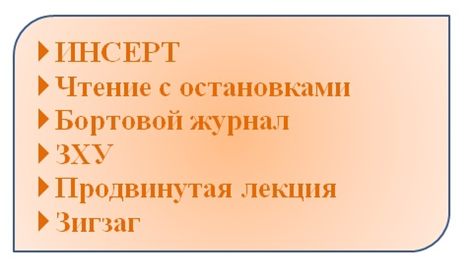 ИНСЕРТ
Чтение с остановками
Бортовой журнал
ЗХУ
Продвинутая лекция
Зигзаг